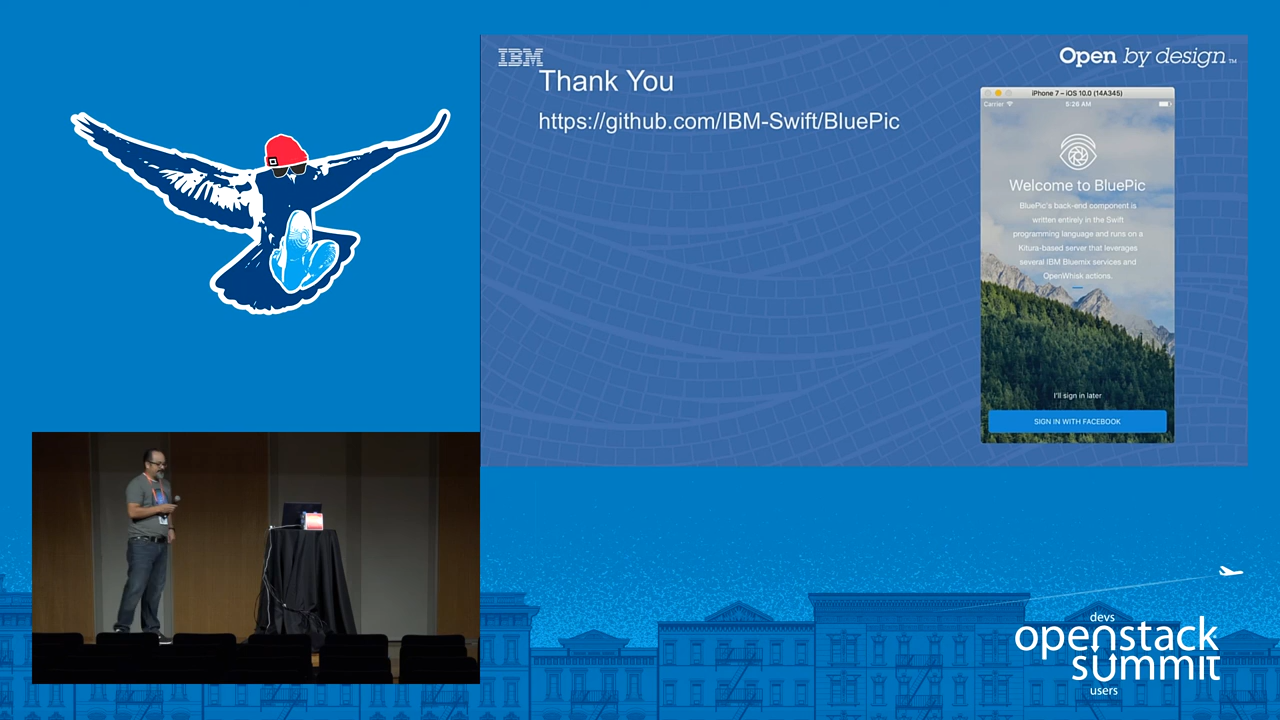 IBM
Open by design™
Thank You
https://github.com/IBM-Swift/BluePic
iPhone 7 – iOS 10.0 (14A345)
Carrier
5:26 AM
Welcome to BluePic
BluePic's back-end component is
written entirely in the Swift
programming language and runs on a
Kitura-based server that leverages
several IBM Bluemix services and
OpenWhisk actions.
I'll sign in later
SIGN IN WITH FACEBOOK
devs
openstack
summit
users